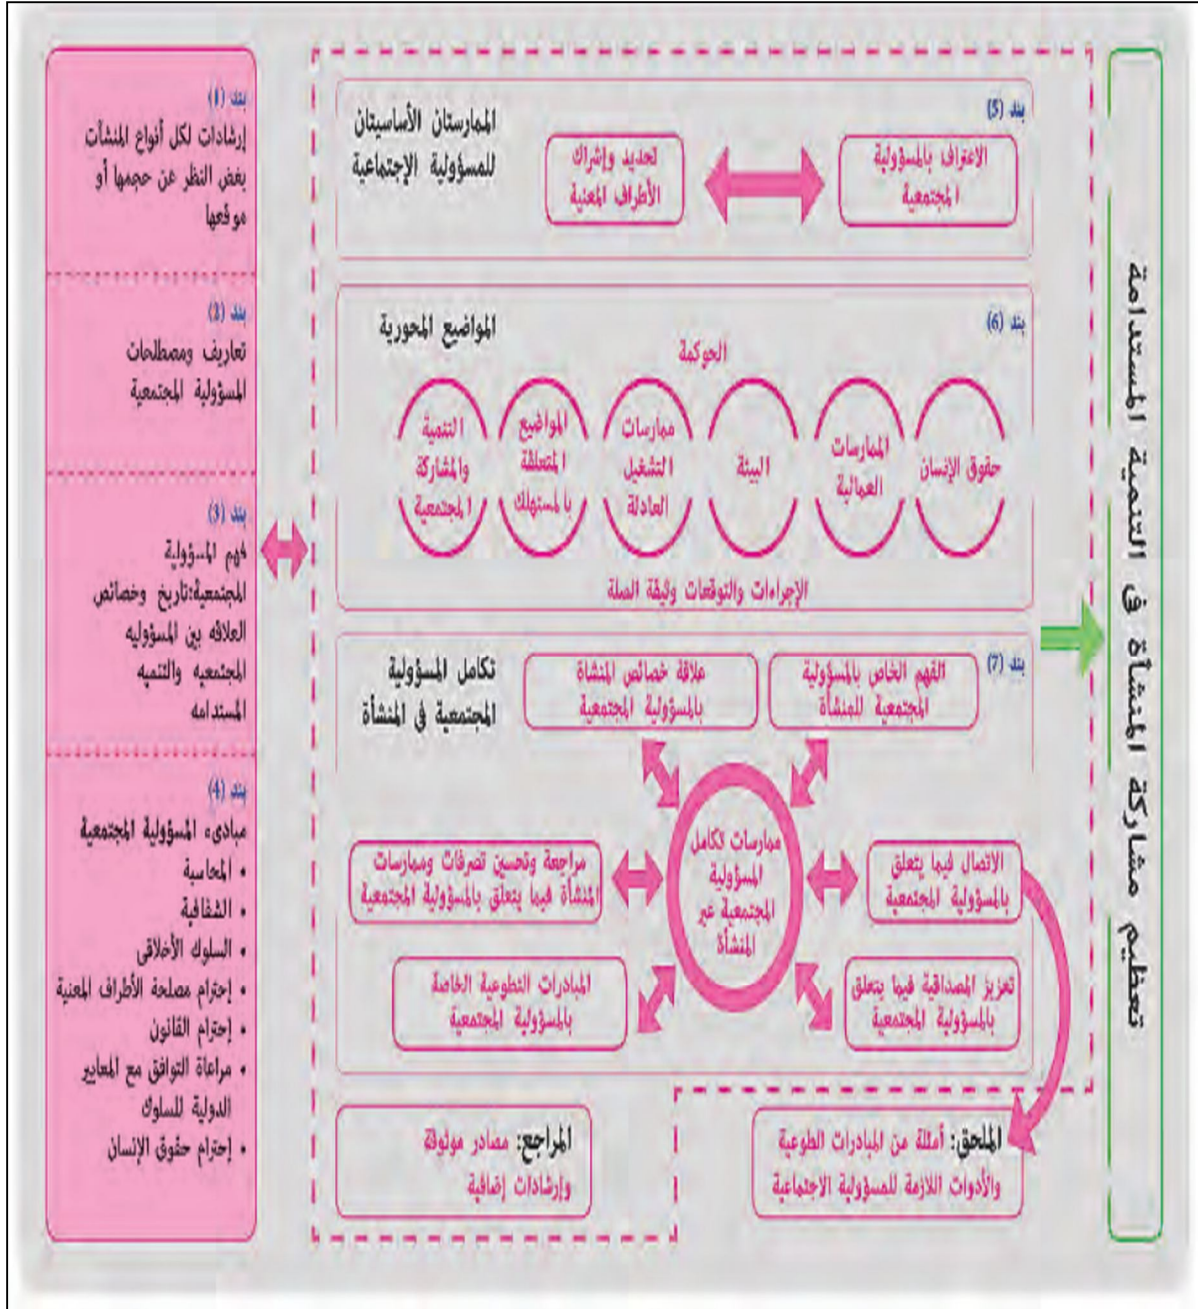 بند (1)
إرشادات لكل أنواع المنشآت
بغض النظر عن حجمها أو
موقعها
بند (2)
تعاريف ومصطلحات
المسؤولية المجتمعية
بند (3)
فهم المسؤولية
المجتمعية:تاريخ وخصائص
العلاقه بين المسؤوليه
المجتمعيه والتنميه
المستدامه
بند (4)
مبادىء المسؤولية المجتمعية
• المحاسبة
• الشفافية
• السلوك الأخلاقى
• إحترام مصلحة الأطراف المعنية
• إحترام القانون
• مراعاة التوافق مع المعايير
الدولية للسلوك
• إحترام حقوق الإنسان
بند (5)
الممارستان الأساسيتان
للمسؤولية الإجتماعية
الاعتراف بالمسؤولية
المجتمعية
تحديد وإشراك
الأطراف المعنية
بند (6)
المواضيع المحورية
الحوكمة
حقوق الإنسان
الممارسات
العمالية
البيئة
ممارسات
التشغيل
العادلة
المواضيع
المتعلقة
بالمستهلك
التنمية
والمشاركة
المجتمعية
الإجراءات والتوقعات وثيقة الصلة
بند (7)
تكامل المسؤولية
المجتمعية فى المنشأة
الفهم الخاص بالمسؤولية
المجتمعية للمنشأة
علاقة خصائص المنشاة
بالمسؤولية المجتمعية
ممارسات تكامل
المسؤولية
المجتمعية عبر
المنشأة
الاتصال فيما يتعلق
بالمسؤولية المجتمعية
مراجعة وتحسين تصرفات وممارسات
المنشأة فيما يتعلق بالمسؤولية المجتمعية
تعزيز المصداقية فيما يتعلق
بالمسؤولية المجتمعية
المبادرات التطوعية الخاصة
بالمسؤولية المجتمعية
الملحق: أمثلة من المبادرات الطوعية
والأدوات اللازمة للمسؤولية الاجتماعية
المراجع: مصادر موثوقة
وإرشادات إضافية
تعظيم مشاركة المنشأة فى التنمية المستدامة